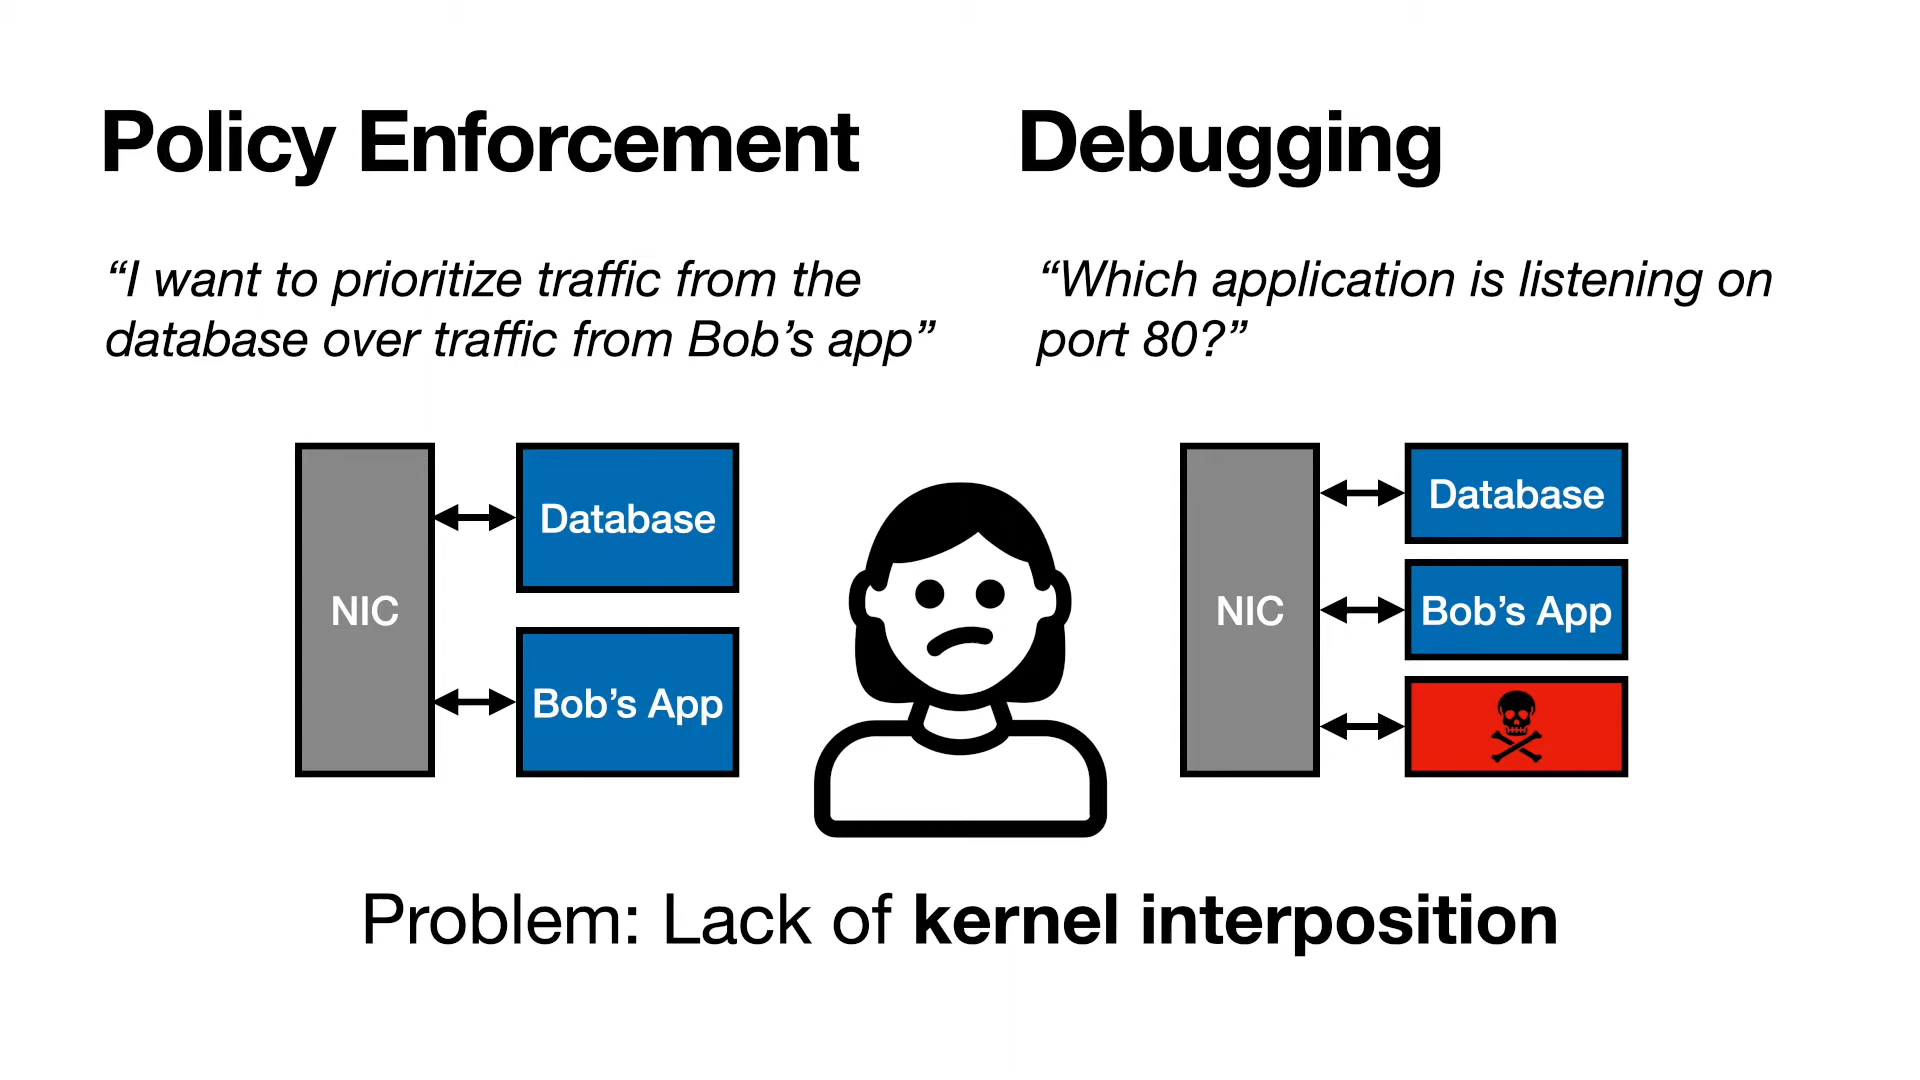 Policy Enforcement
“I want to prioritize traffic from the
database over traffic from Bob’s app”
NIC
Database
Bob’s App
Debugging
“Which application is listening on
port 80?”
NIC
Database
Bob’s App
Problem: Lack of kernel interposition